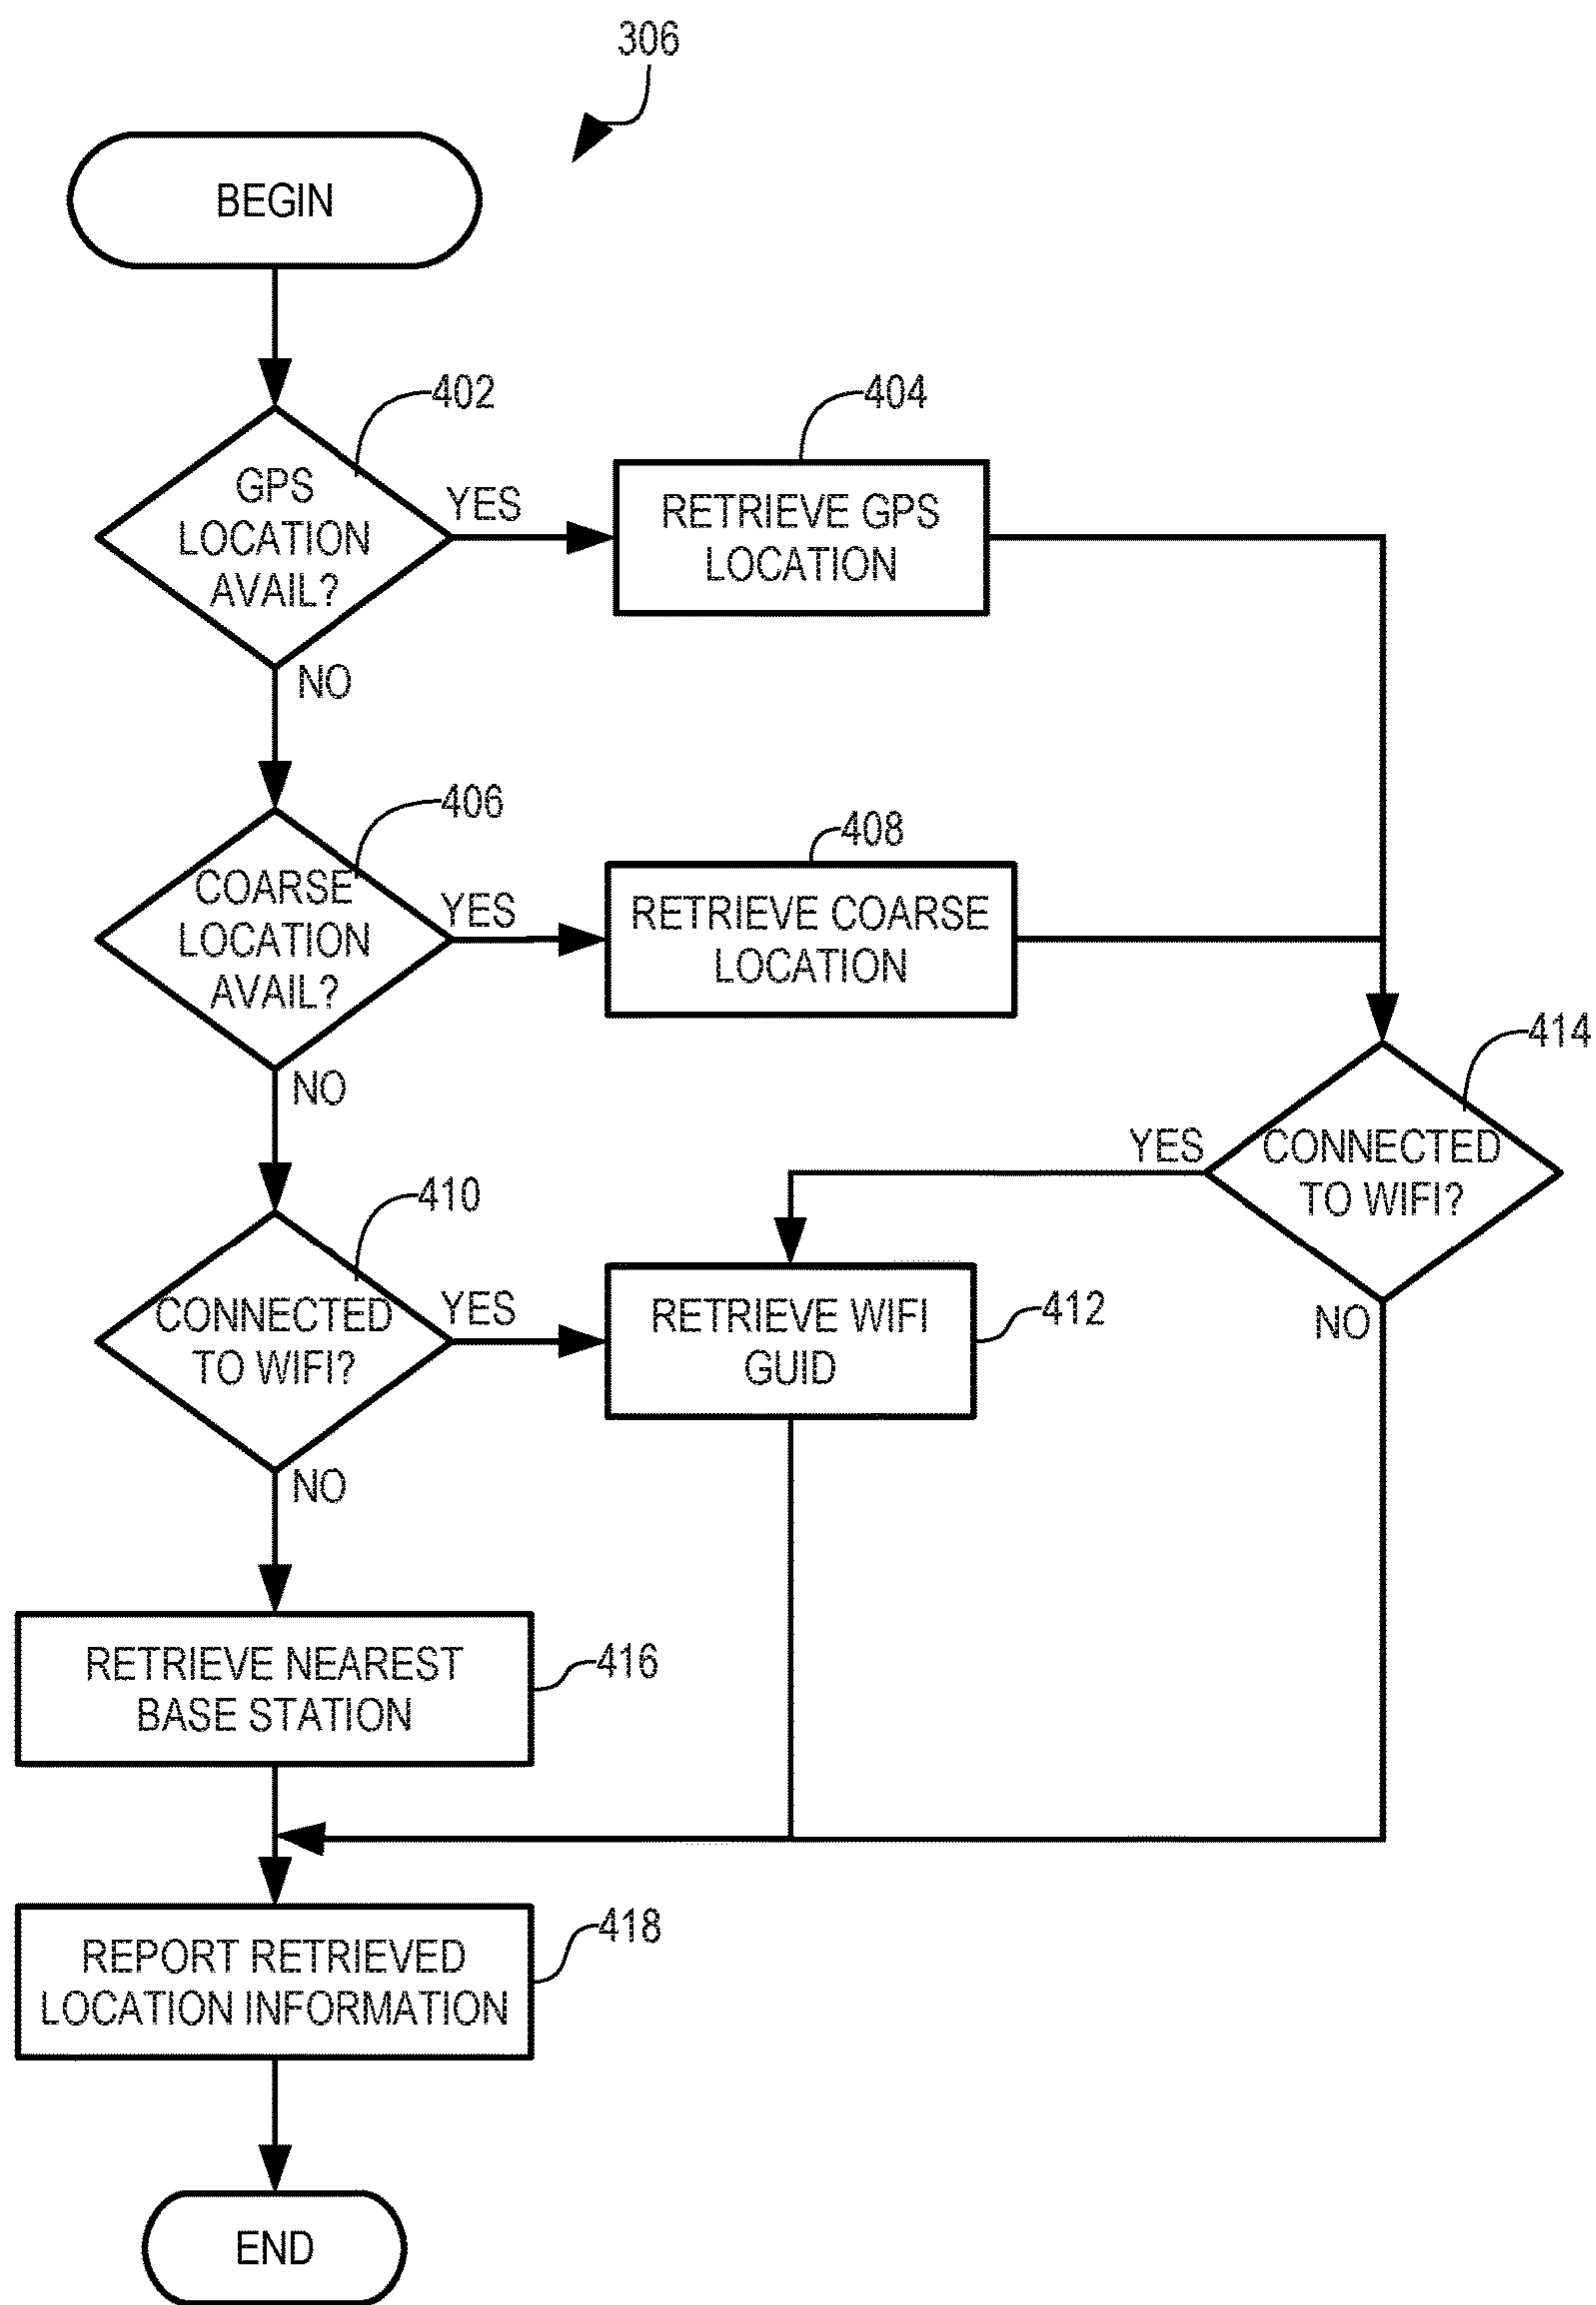 306
BEGIN
402
404
GPS
LOCATION
AVAIL?
YES
RETRIEVE GPS
LOCATION
NO
406
408
COARSE
LOCATION
AVAIL?
YES
RETRIEVE COARSE
LOCATION
NO
414
CONNECTED
TO WIFI?
YES
NO
410
CONNECTED
TO WIFI?
YES
RETRIEVE WIFI
GUID
412
NO
RETRIEVE NEAREST
BASE STATION
416
REPORT RETRIEVED
LOCATION INFORMATION
418
END